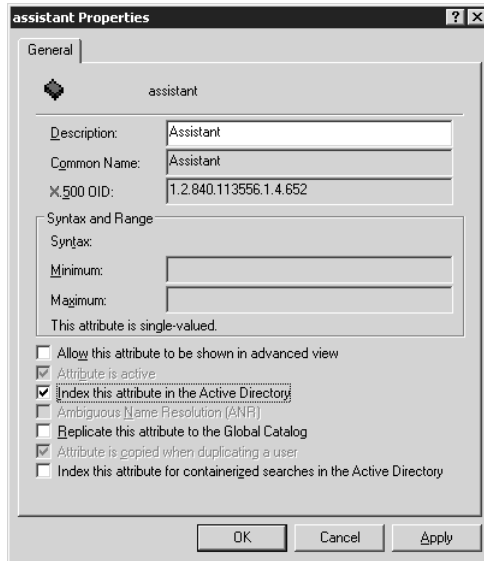 assistant Properties
General
assistant
Description: Assistant
Common Name: Assistant
X.500 OID: 1.2.840.113556.1.4.652
Syntax and Range
Syntax:
Minimum:
Maximum:
This attribute is single-valued.
Allow this attribute to be shown in advanced view
Attribute is active
Index this attribute in the Active Directory
Ambiguous Name Resolution (ANR)
Replicate this attribute to the Global Catalog
Attribute is copied when duplicating a user
Index this attribute for containerized searches in the Active Directory
OK Cancel Apply